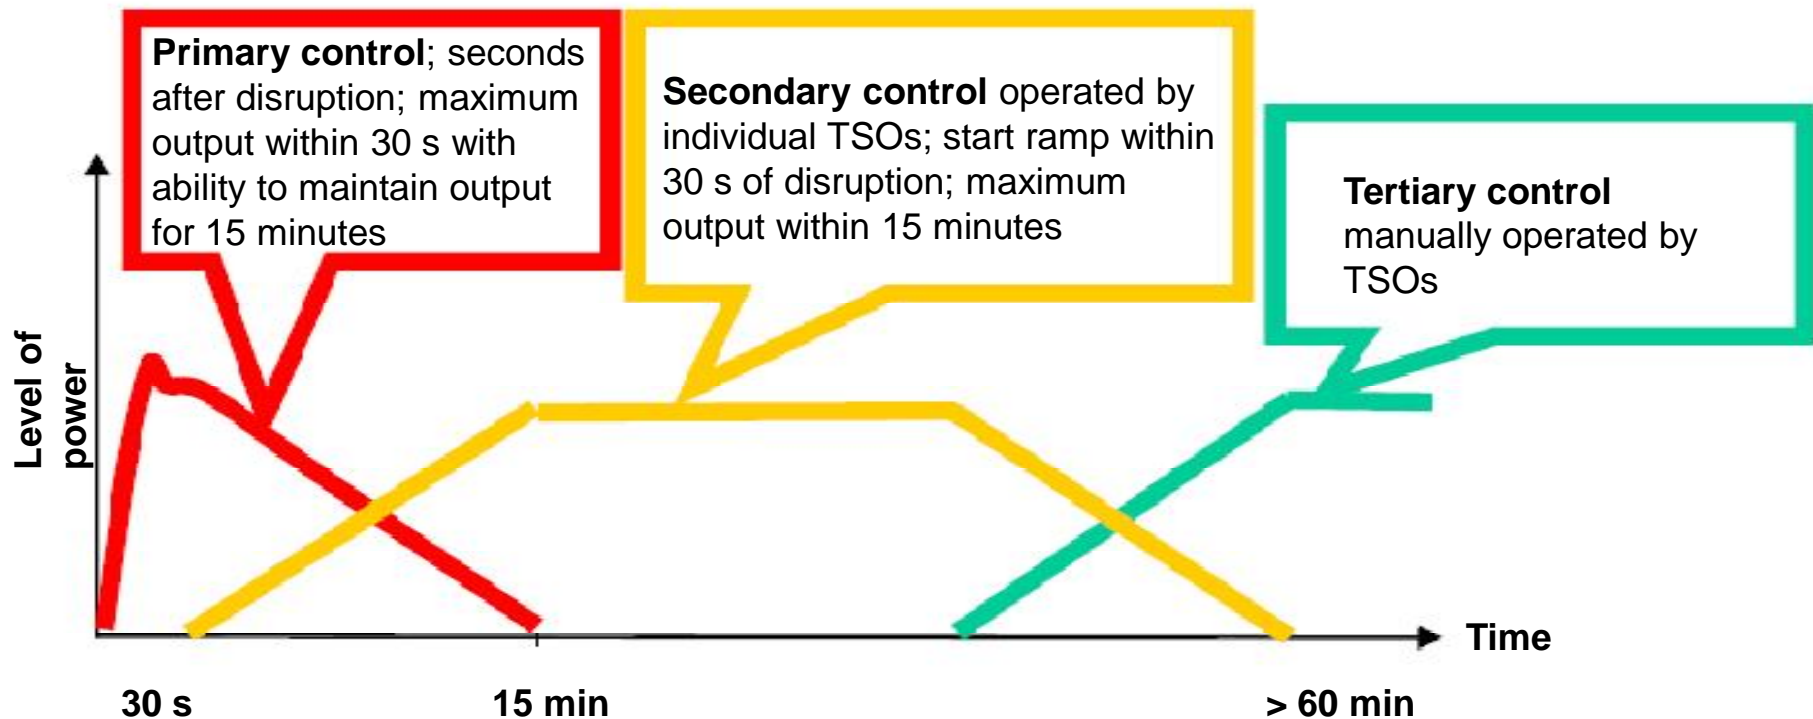 Primary control; seconds
after disruption; maximum
output within 30 s with
ability to maintain output
for 15 minutes
Secondary control operated by
individual TSOs; start ramp within
30 s of disruption; maximum
output within 15 minutes
Tertiary control
manually operated by
TSOs
Level of
power
Time
30 s
15 min
> 60 min